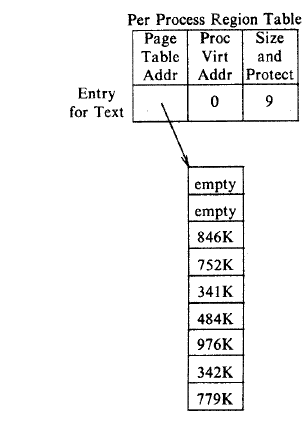 Per Process Region Table
Page Table Addr
Proc Virt Addr
Size and Protect
Entry for Text
0
9
empty
empty
846K
752K
341K
484K
976K
342K
779K